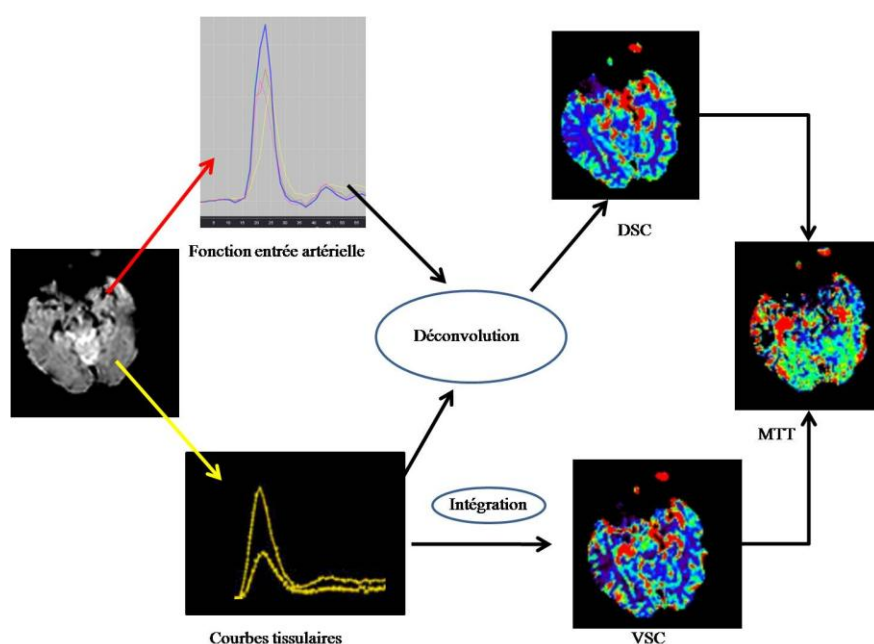 Fonction entrée artérielle
DSC
Déconvolution
MTT
Intégration
Courbes tissulaires
VSC